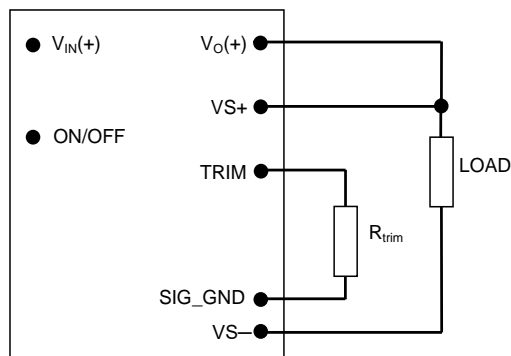 V_IN(+)
V_O(+)
VS+
ON/OFF
TRIM
LOAD
R_trim
SIG_GND
VS─